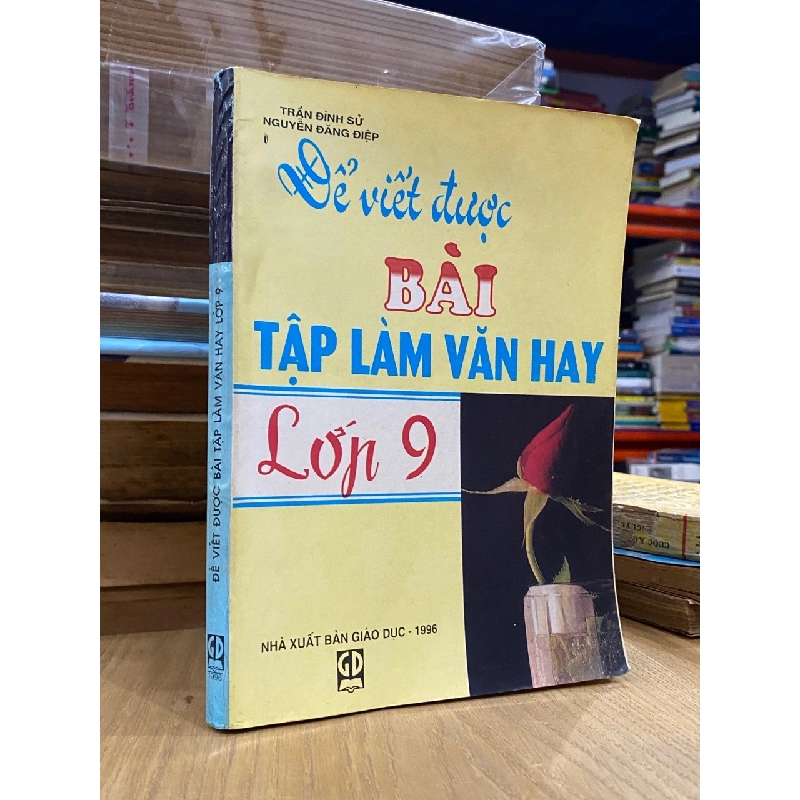 TRẦN ĐÌNH SỬ
NGUYỄN ĐĂNG ĐIỆP
Để viết được
BÀI
TẬP LÀM VĂN HAY
Lớp 9
NHÀ XUẤT BẢN GIÁO DỤC - 1996
GD
ĐỂ VIẾT ĐƯỢC BÀI TẬP LÀM VĂN HAY LỚP 9
GD